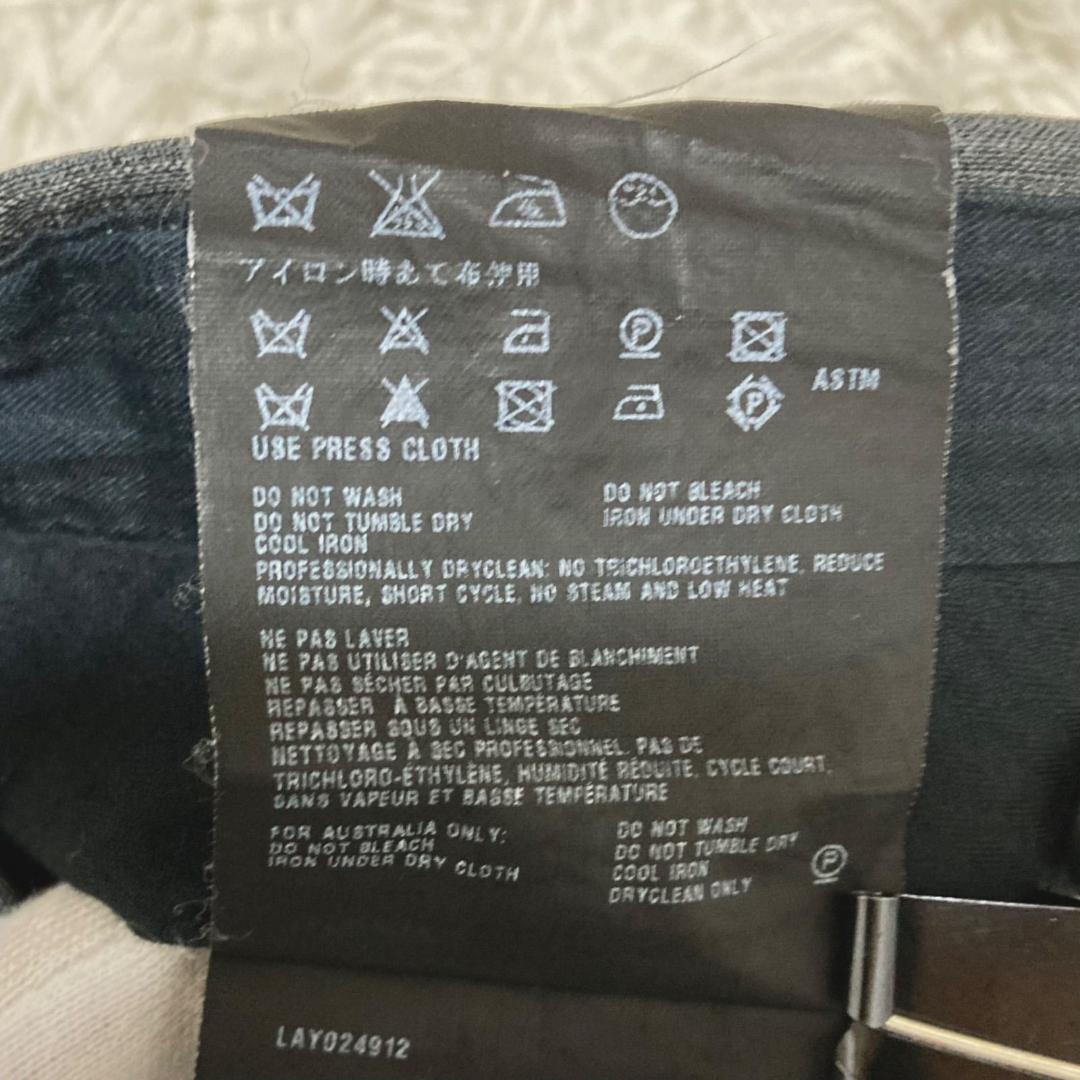 アイロン時あて布使用
P
ASTM
P
USE PRESS CLOTH
DO NOT WASH DO NOT BLEACH
DO NOT TUMBLE DRY IRON UNDER DRY CLOTH
COOL IRON
PROFESSIONALLY DRYCLEAN: NO TRICHLOROETHYLENE, REDUCE
MOISTURE, SHORT CYCLE, NO STEAM AND LOW HEAT
NE PAS LAVER
NE PAS UTILISER D'AGENT DE BLANCHIMENT
NE PAS SÉCHER PAR CULBUTAGE
REPASSER À BASSE TEMPÉRATURE
REPASSER SOUS UN LINGE SEC
NETTOYAGE À SEC PROFESSIONNEL. PAS DE
TRICHLORO-ÉTHYLÈNE, HUMIDITÉ RÉDUITE, CYCLE COURT,
SANS VAPEUR ET BASSE TEMPÉRATURE
FOR AUSTRALIA ONLY: DO NOT WASH
DO NOT BLEACH DO NOT TUMBLE DRY
IRON UNDER DRY CLOTH COOL IRON
DRYCLEAN ONLY
P
LAY024912